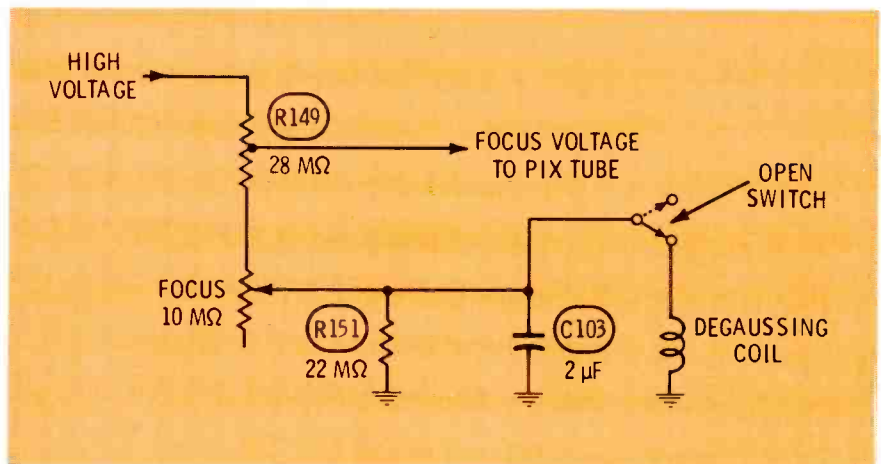 HIGH
VOLTAGE
R149
28 MΩ
FOCUS VOLTAGE
TO PIX TUBE
OPEN
SWITCH
FOCUS
10 MΩ
R151
22 MΩ
C103
2 µF
DEGAUSSING
COIL